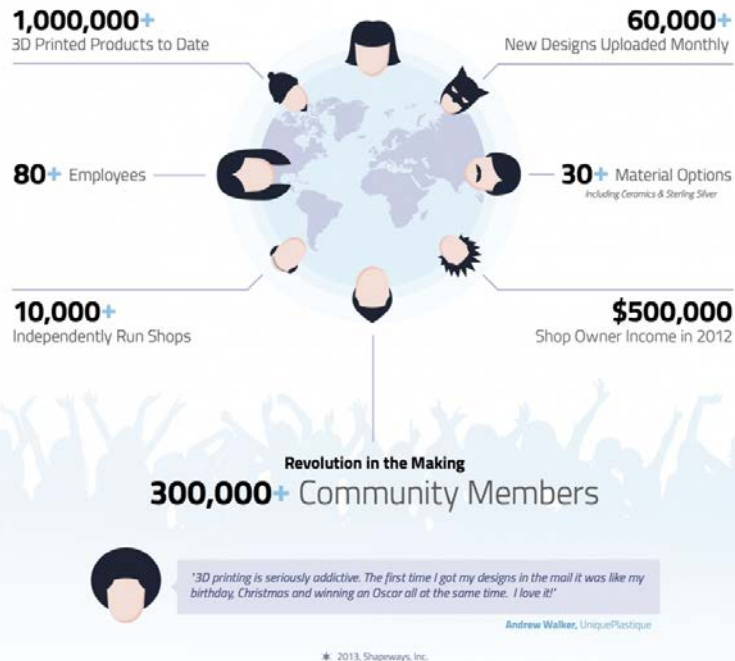 1,000,000+
3D Printed Products to Date
60,000+
New Designs Uploaded Monthly
80+ Employees
30+ Material Options
Including Ceramics & Sterling Silver
10,000+
Independently Run Shops
$500,000
Shop Owner Income in 2012
Revolution in the Making
300,000+ Community Members
"3D printing is seriously addictive. The first time I got my designs in the mail it was like my
birthday, Christmas and winning an Oscar all at the same time. I love it!"
Andrew Walker, UniquePlastique
2013, Shapeways, Inc.